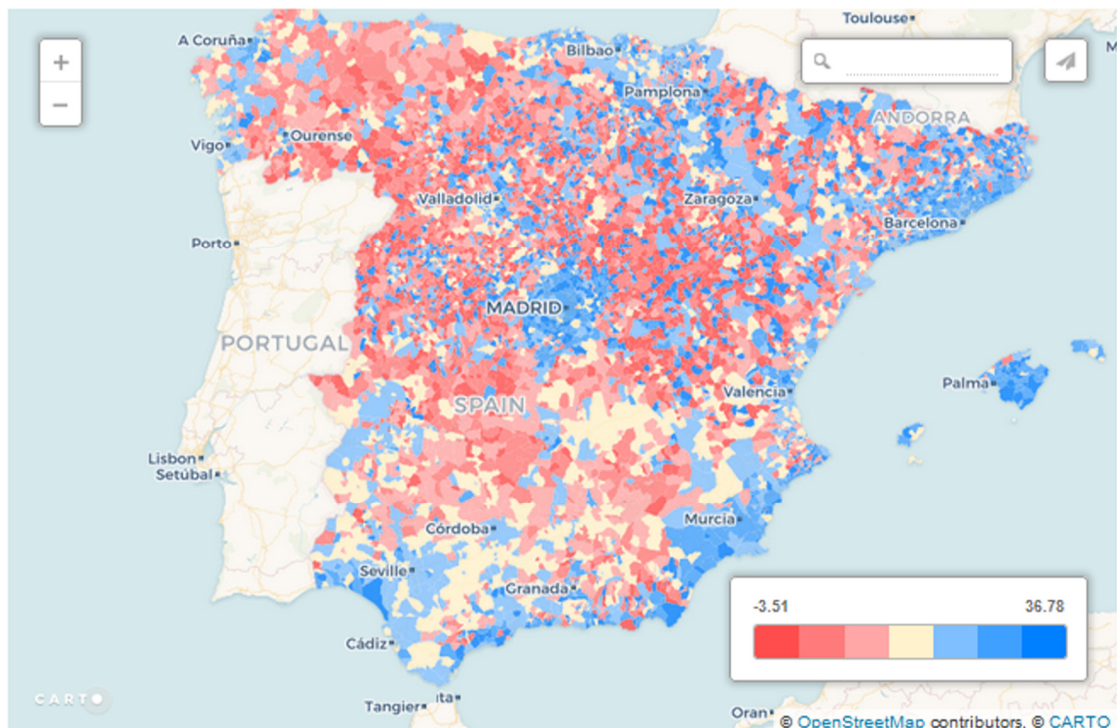 Toulouse
A Coruña
Bilbao
+
Pamplona
ANDORRA
−
Ourense
Vigo
Valladolid
Zaragoza
Barcelona
Porto
MADRID
PORTUGAL
Palma
Valencia
SPAIN
Lisbon
Setúbal
Murcia
Córdoba
Seville
Granada
-3.51 36.78
Cádiz
CARTO
ta
Tangier
Oran
© OpenStreetMap contributors, © CARTO